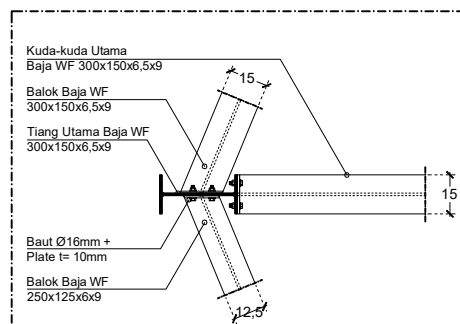 Kuda-kuda Utama
Baja WF 300x150x6,5x9
15
Balok Baja WF
300x150x6,5x9
Tiang Utama Baja WF
300x150x6,5x9
15
Baut Ø16mm +
Plate t= 10mm
Balok Baja WF
250x125x6x9
12,5